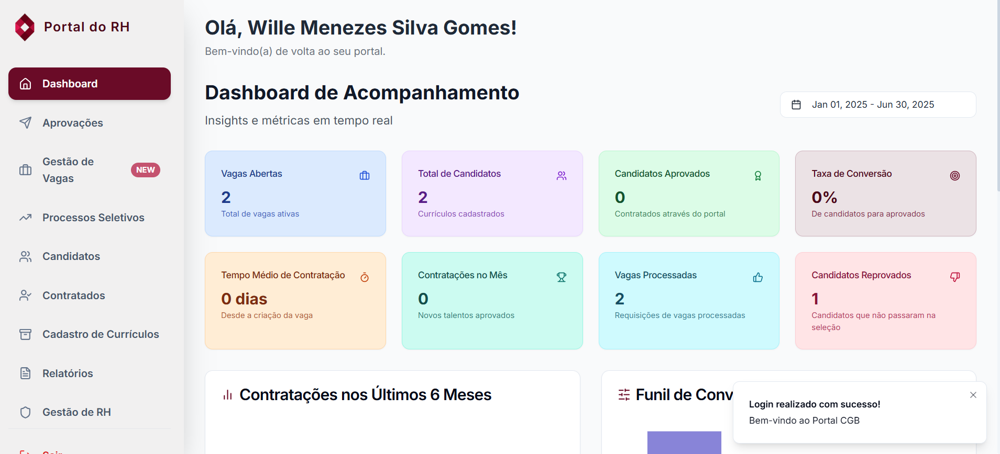 Portal do RH
Dashboard
Aprovações
Gestão de
Vagas
NEW
Processos Seletivos
Candidatos
Contratados
Cadastro de Currículos
Relatórios
Gestão de RH
Sair
Olá, Wille Menezes Silva Gomes!
Bem-vindo(a) de volta ao seu portal.
Dashboard de Acompanhamento
Insights e métricas em tempo real
Jan 01, 2025 - Jun 30, 2025
Vagas Abertas
2
Total de vagas ativas
Total de Candidatos
2
Currículos cadastrados
Candidatos Aprovados
0
Contratados através do portal
Taxa de Conversão
0%
De candidatos para aprovados
Tempo Médio de Contratação
0 dias
Desde a criação da vaga
Contratações no Mês
0
Novos talentos aprovados
Vagas Processadas
2
Requisições de vagas processadas
Candidatos Reprovados
1
Candidatos que não passaram na
seleção
Contratações nos Últimos 6 Meses
Funil de Conv
Login realizado com sucesso!
Bem-vindo ao Portal CGB